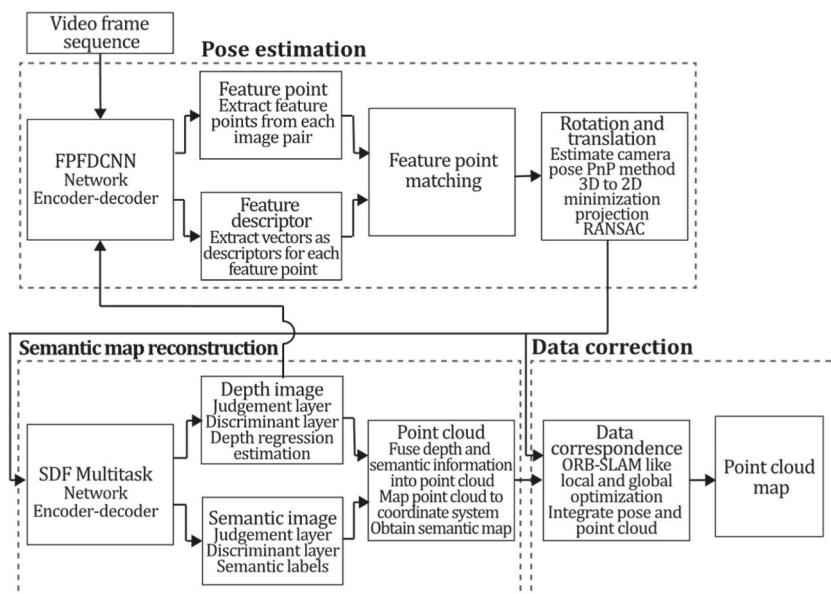 Video frame
sequence
Pose estimation
FPFDCNN
Network
Encoder-decoder
Feature point
Extract feature
points from each
image pair
Feature
descriptor
Extract vectors as
descriptors for each
feature point
Feature point
matching
Rotation and
translation
Estimate camera
pose PnP method
3D to 2D
minimization
projection
RANSAC
Semantic map reconstruction
SDF Multitask
Network
Encoder-decoder
Depth image
Judgement layer
Discriminant layer
Depth regression
estimation
Semantic image
Judgement layer
Discriminant layer
Semantic labels
Point cloud
Fuse depth and
semantic information
into point cloud
Map point cloud to
coordinate system
Obtain semantic map
Data correction
Data
correspondence
ORB-SLAM like
local and global
optimization
Integrate pose and
point cloud
Point cloud
map